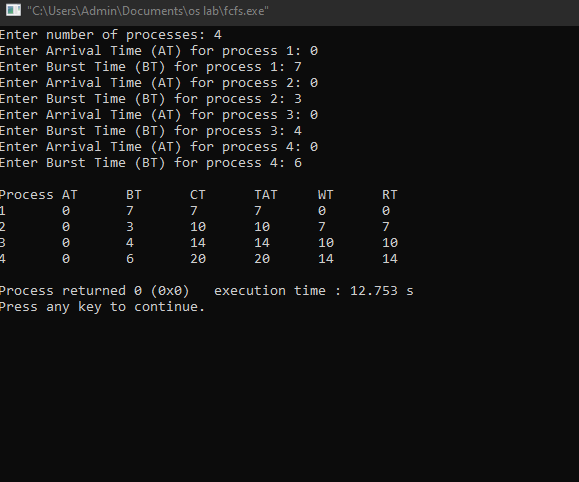 "C:\Users\Admin\Documents\os lab\fcfs.exe"
Enter number of processes: 4
Enter Arrival Time (AT) for process 1: 0
Enter Burst Time (BT) for process 1: 7
Enter Arrival Time (AT) for process 2: 0
Enter Burst Time (BT) for process 2: 3
Enter Arrival Time (AT) for process 3: 0
Enter Burst Time (BT) for process 3: 4
Enter Arrival Time (AT) for process 4: 0
Enter Burst Time (BT) for process 4: 6
Process AT BT CT TAT WT RT
1 0 7 7 7 0 0
2 0 3 10 10 7 7
3 0 4 14 14 10 10
4 0 6 20 20 14 14
Process returned 0 (0x0) execution time : 12.753 s
Press any key to continue.